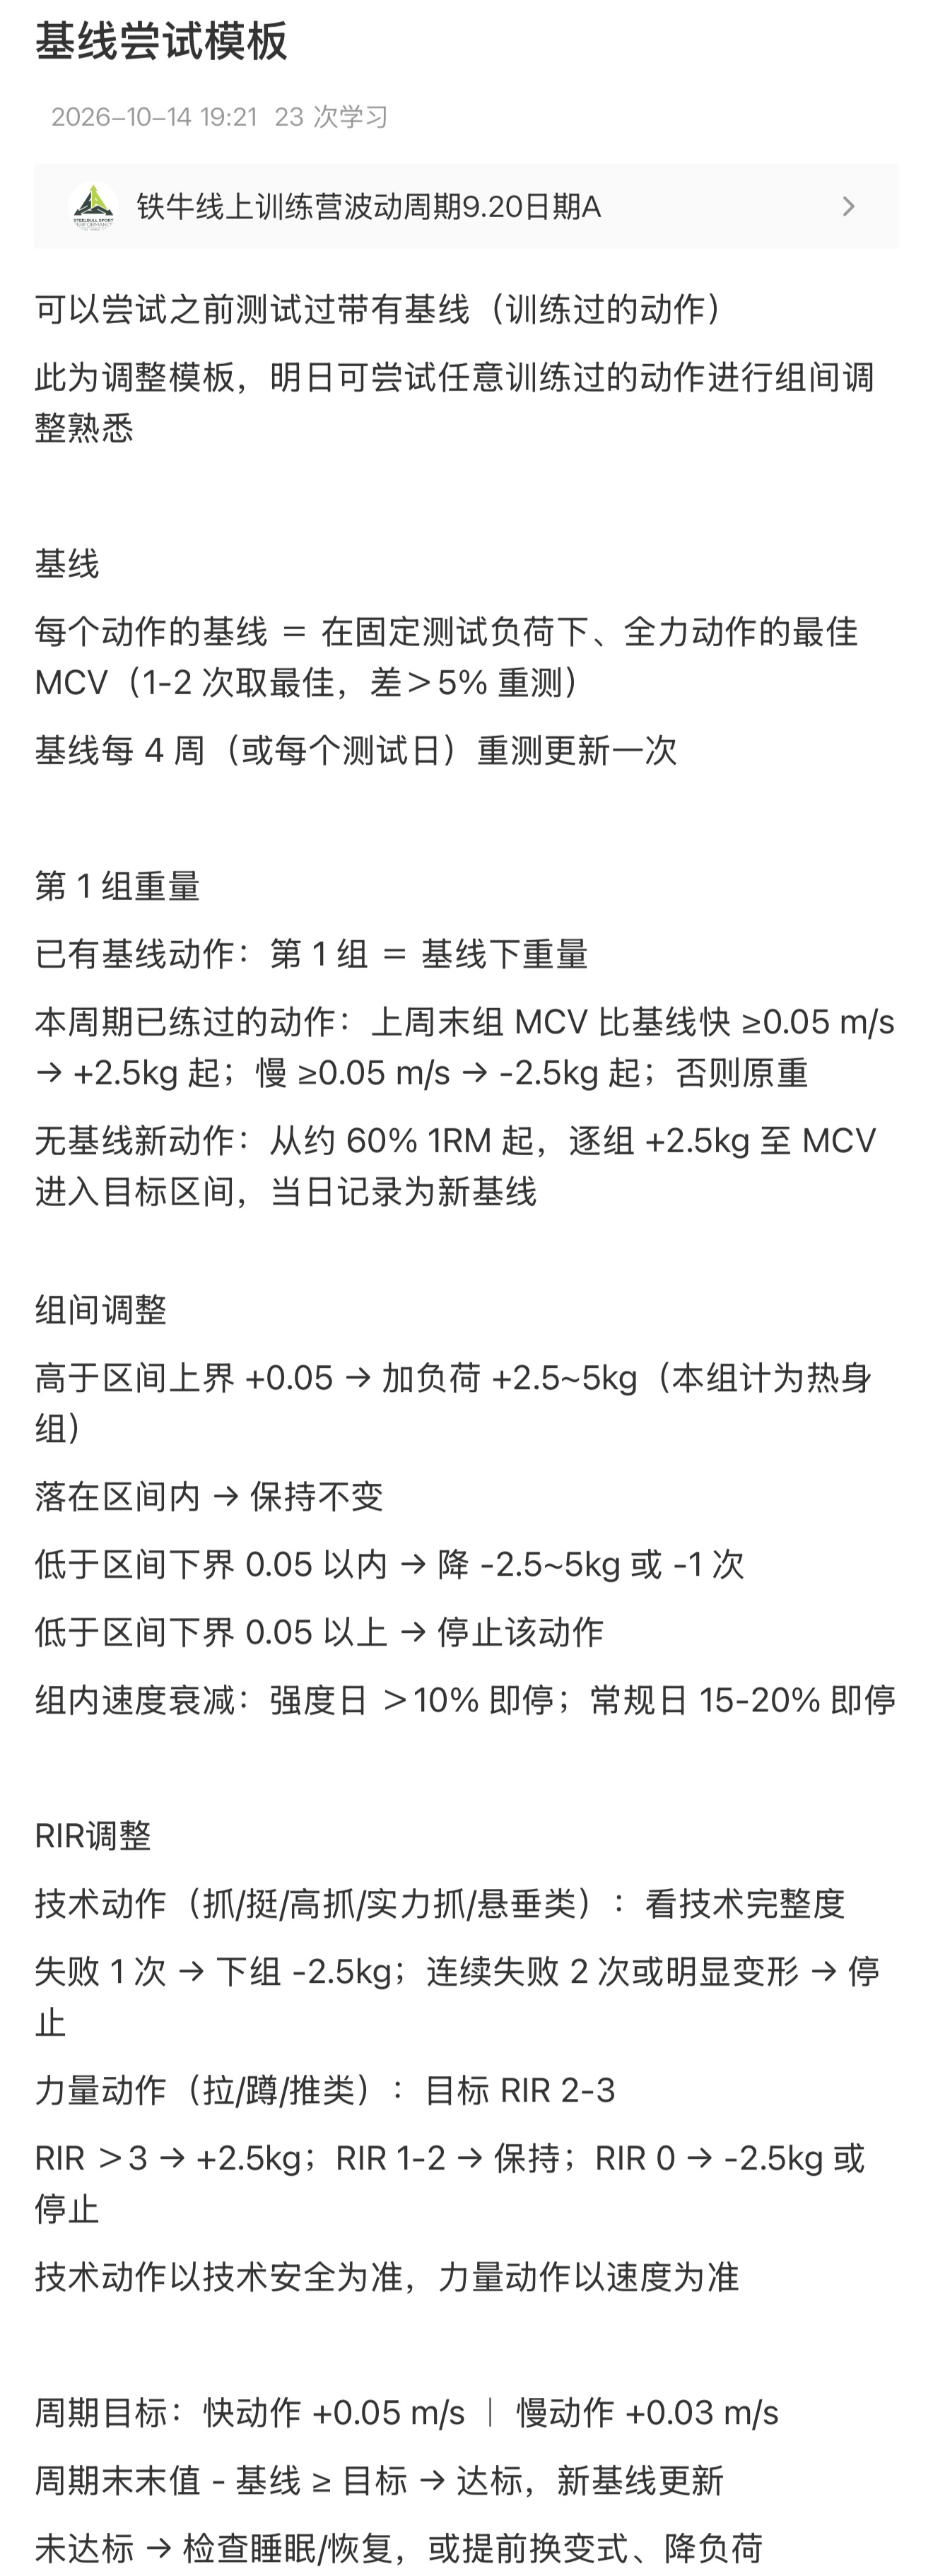 基线尝试模板
2026-10-14 19:21 23 次学习
铁牛线上训练营波动周期9.20日期A
可以尝试之前测试过带有基线（训练过的动作）
此为调整模板，明日可尝试任意训练过的动作进行组间调
整熟悉
基线
每个动作的基线 = 在固定测试负荷下、全力动作的最佳
MCV（1-2 次取最佳，差＞5% 重测）
基线每 4 周（或每个测试日）重测更新一次
第 1 组重量
已有基线动作：第 1 组 = 基线下重量
本周期已练过的动作：上周末组 MCV 比基线快 ≥0.05 m/s
→ +2.5kg 起；慢 ≥0.05 m/s → -2.5kg 起；否则原重
无基线新动作：从约 60% 1RM 起，逐组 +2.5kg 至 MCV
进入目标区间，当日记录为新基线
组间调整
高于区间上界 +0.05 → 加负荷 +2.5~5kg（本组计为热身
组）
落在区间内 → 保持不变
低于区间下界 0.05 以内 → 降 -2.5~5kg 或 -1 次
低于区间下界 0.05 以上 → 停止该动作
组内速度衰减：强度日 ＞10% 即停；常规日 15-20% 即停
RIR调整
技术动作（抓/挺/高抓/实力抓/悬垂类）：看技术完整度
失败 1 次 → 下组 -2.5kg；连续失败 2 次或明显变形 → 停
止
力量动作（拉/蹲/推类）：目标 RIR 2-3
RIR ＞3 → +2.5kg；RIR 1-2 → 保持；RIR 0 → -2.5kg 或
停止
技术动作以技术安全为准，力量动作以速度为准
周期目标：快动作 +0.05 m/s ｜ 慢动作 +0.03 m/s
周期末末值 - 基线 ≥ 目标 → 达标，新基线更新
未达标 → 检查睡眠/恢复，或提前换变式、降负荷